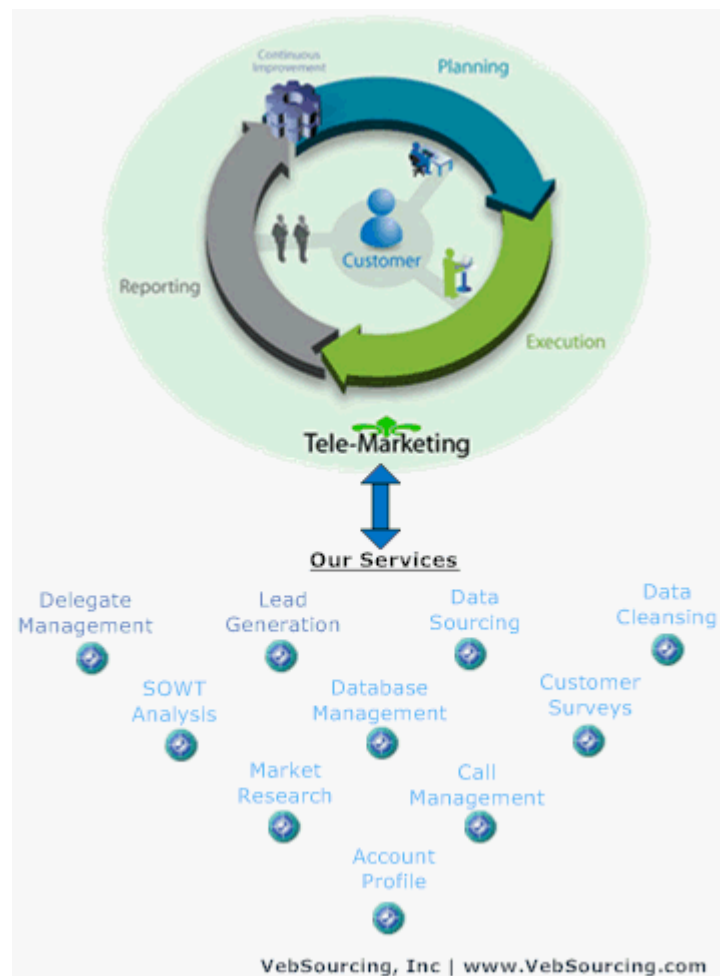 Continuous
Improvement
Planning
Customer
Reporting
Execution
Tele-Marketing
Our Services
Delegate
Management
Lead
Generation
Data
Sourcing
Data
Cleansing
SOWT
Analysis
Database
Management
Customer
Surveys
Market
Research
Call
Management
Account
Profile
VebSourcing, Inc | www.VebSourcing.com